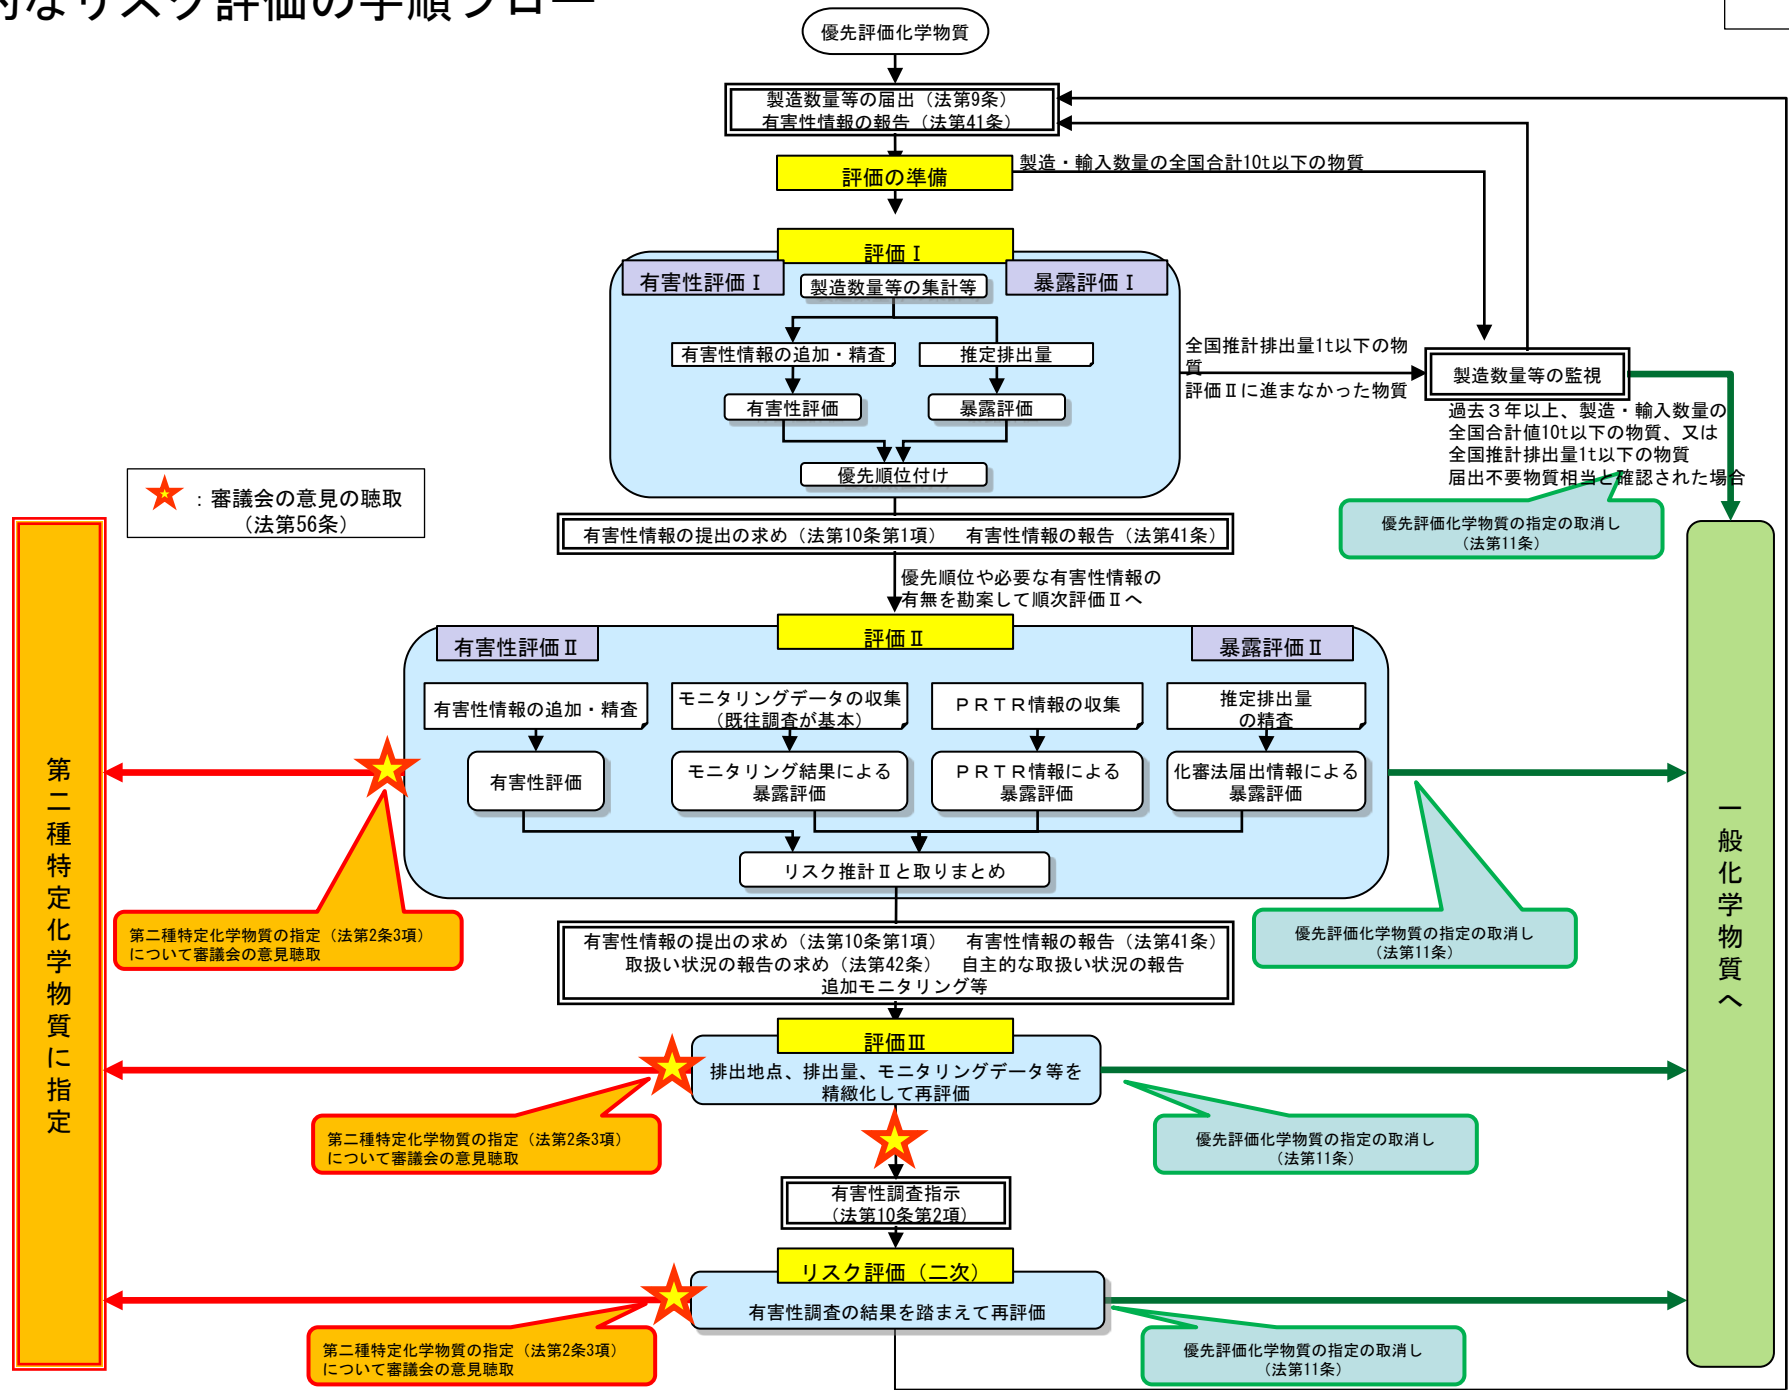 的なリスク評価の手順フロー
優先評価化学物質
製造数量等の届出（法第9条）
有害性情報の報告（法第41条）
評価の準備
製造・輸入数量の全国合計10t以下の物質
評価Ⅰ
有害性評価Ⅰ
製造数量等の集計等
暴露評価Ⅰ
有害性情報の追加・精査
推定排出量
有害性評価
暴露評価
優先順位付け
全国推計排出量1t以下の物
質
評価Ⅱに進まなかった物質
製造数量等の監視
過去３年以上、製造・輸入数量の
全国合計値10t以下の物質、又は
全国推計排出量1t以下の物質
届出不要物質相当と確認された場合
優先評価化学物質の指定の取消し
（法第11条）
：審議会の意見の聴取
（法第56条）
有害性情報の提出の求め（法第10条第1項）　有害性情報の報告（法第41条）
優先順位や必要な有害性情報の
有無を勘案して順次評価Ⅱへ
評価Ⅱ
有害性評価Ⅱ
暴露評価Ⅱ
有害性情報の追加・精査
モニタリングデータの収集
（既往調査が基本）
ＰＲＴＲ情報の収集
推定排出量
の精査
有害性評価
モニタリング結果による
暴露評価
ＰＲＴＲ情報による
暴露評価
化審法届出情報による
暴露評価
リスク推計Ⅱと取りまとめ
第二種特定化学物質に指定
一般化学物質へ
第二種特定化学物質の指定（法第2条3項）
について審議会の意見聴取
優先評価化学物質の指定の取消し
（法第11条）
有害性情報の提出の求め（法第10条第1項）　有害性情報の報告（法第41条）
取扱い状況の報告の求め（法第42条）　自主的な取扱い状況の報告
追加モニタリング等
評価Ⅲ
排出地点、排出量、モニタリングデータ等を
精緻化して再評価
第二種特定化学物質の指定（法第2条3項）
について審議会の意見聴取
優先評価化学物質の指定の取消し
（法第11条）
有害性調査指示
（法第10条第2項）
リスク評価（二次）
有害性調査の結果を踏まえて再評価
第二種特定化学物質の指定（法第2条3項）
について審議会の意見聴取
優先評価化学物質の指定の取消し
（法第11条）